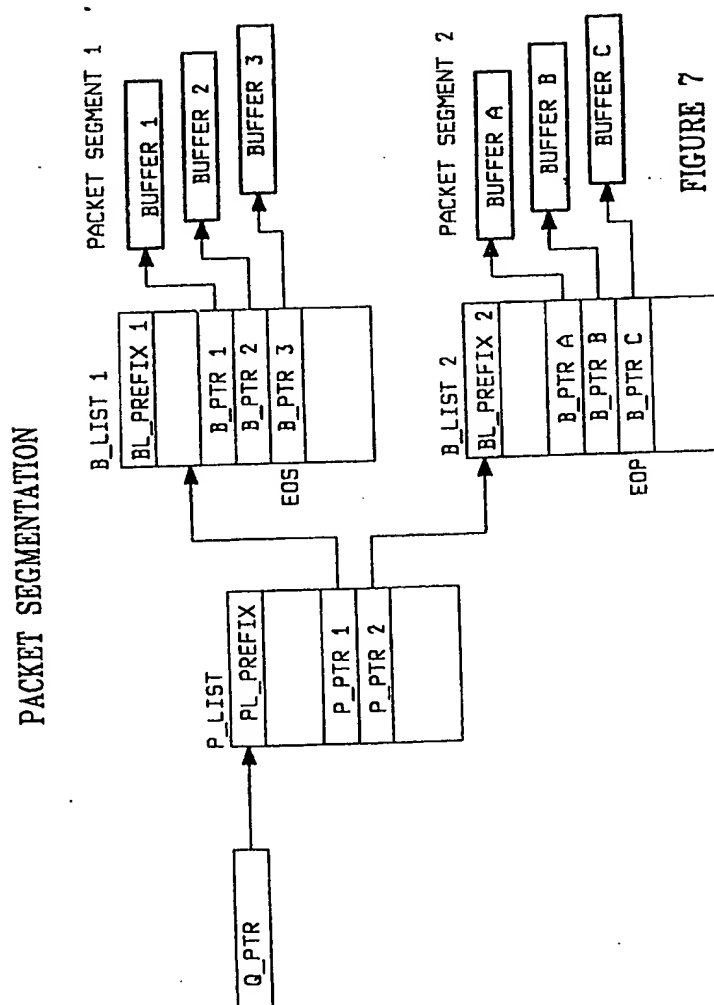 PACKET SEGMENTATION
Q_PTR
P_LIST
PL_PREFIX
P_PTR 1
P_PTR 2
B_LIST 1
BL_PREFIX 1
B_PTR 1
B_PTR 2
B_PTR 3
EOS
PACKET SEGMENT 1
BUFFER 1
BUFFER 2
BUFFER 3
B_LIST 2
BL_PREFIX 2
B_PTR A
B_PTR B
B_PTR C
EOP
PACKET SEGMENT 2
BUFFER A
BUFFER B
BUFFER C
FIGURE 7